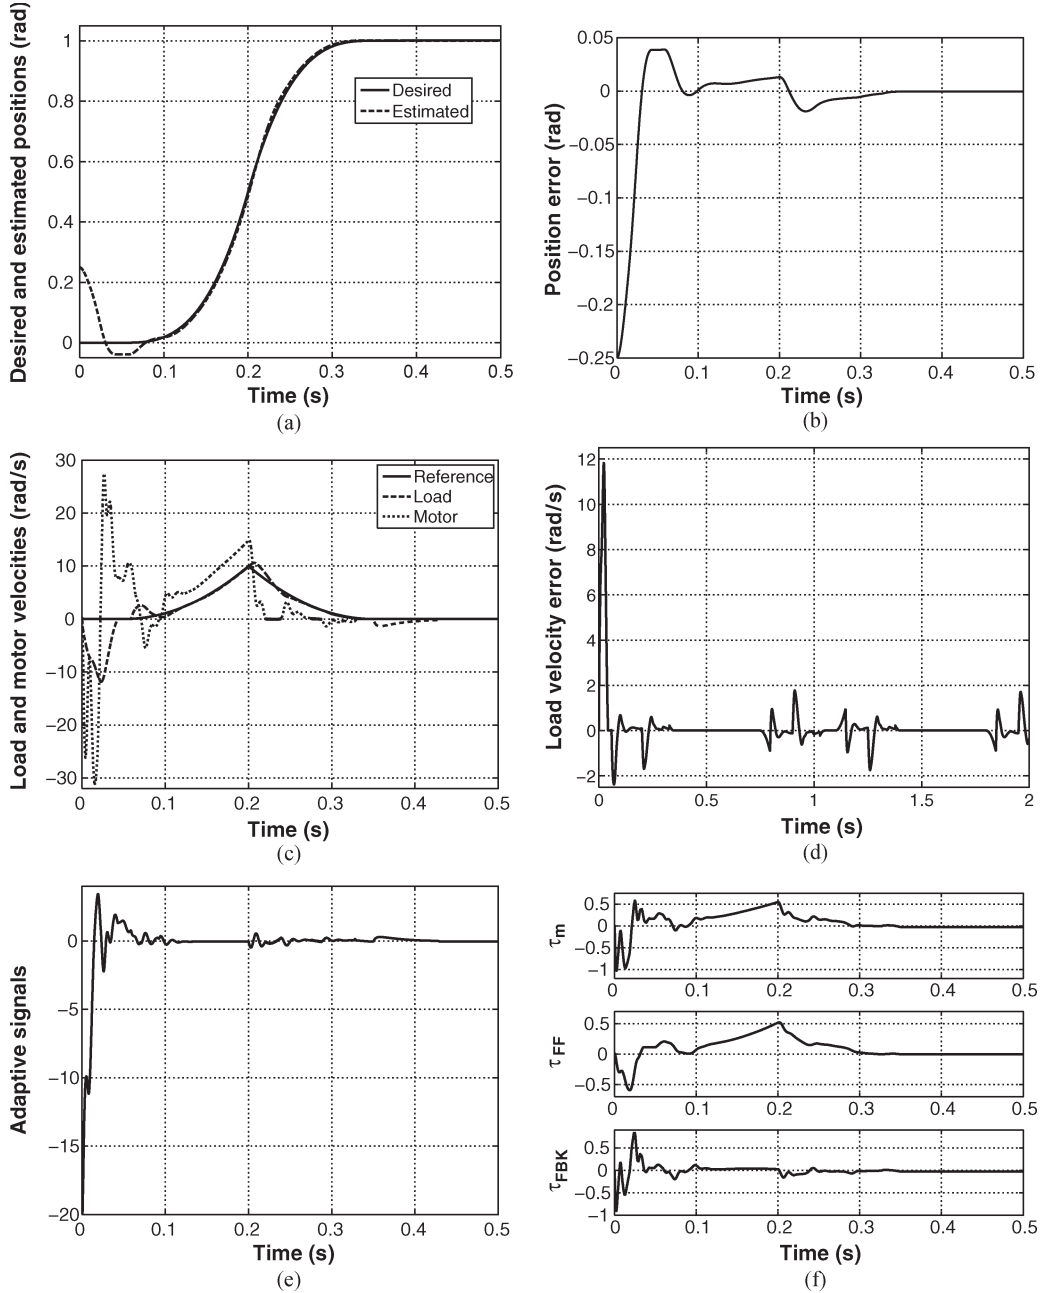 Desired and estimated positions (rad)
1
0.8
0.6
0.4
0.2
0
Desired
Estimated
0 0.1 0.2 0.3 0.4 0.5
Time (s)
(a)
Position error (rad)
0.05
0
−0.05
−0.1
−0.15
−0.2
−0.25
0 0.1 0.2 0.3 0.4 0.5
Time (s)
(b)
Load and motor velocities (rad/s)
30
20
10
0
−10
−20
−30
Reference
Load
Motor
0 0.1 0.2 0.3 0.4 0.5
Time (s)
(c)
Load velocity error (rad/s)
12
10
8
6
4
2
0
−2
0 0.5 1 1.5 2
Time (s)
(d)
Adaptive signals
0
−5
−10
−15
−20
0 0.1 0.2 0.3 0.4 0.5
Time (s)
(e)
τm
0.5
0
−0.5
−1
0 0.1 0.2 0.3 0.4 0.5
τFF
0.5
0
−0.5
0 0.1 0.2 0.3 0.4 0.5
τFBK
0.5
0
−0.5
−1
0 0.1 0.2 0.3 0.4 0.5
Time (s)
(f)